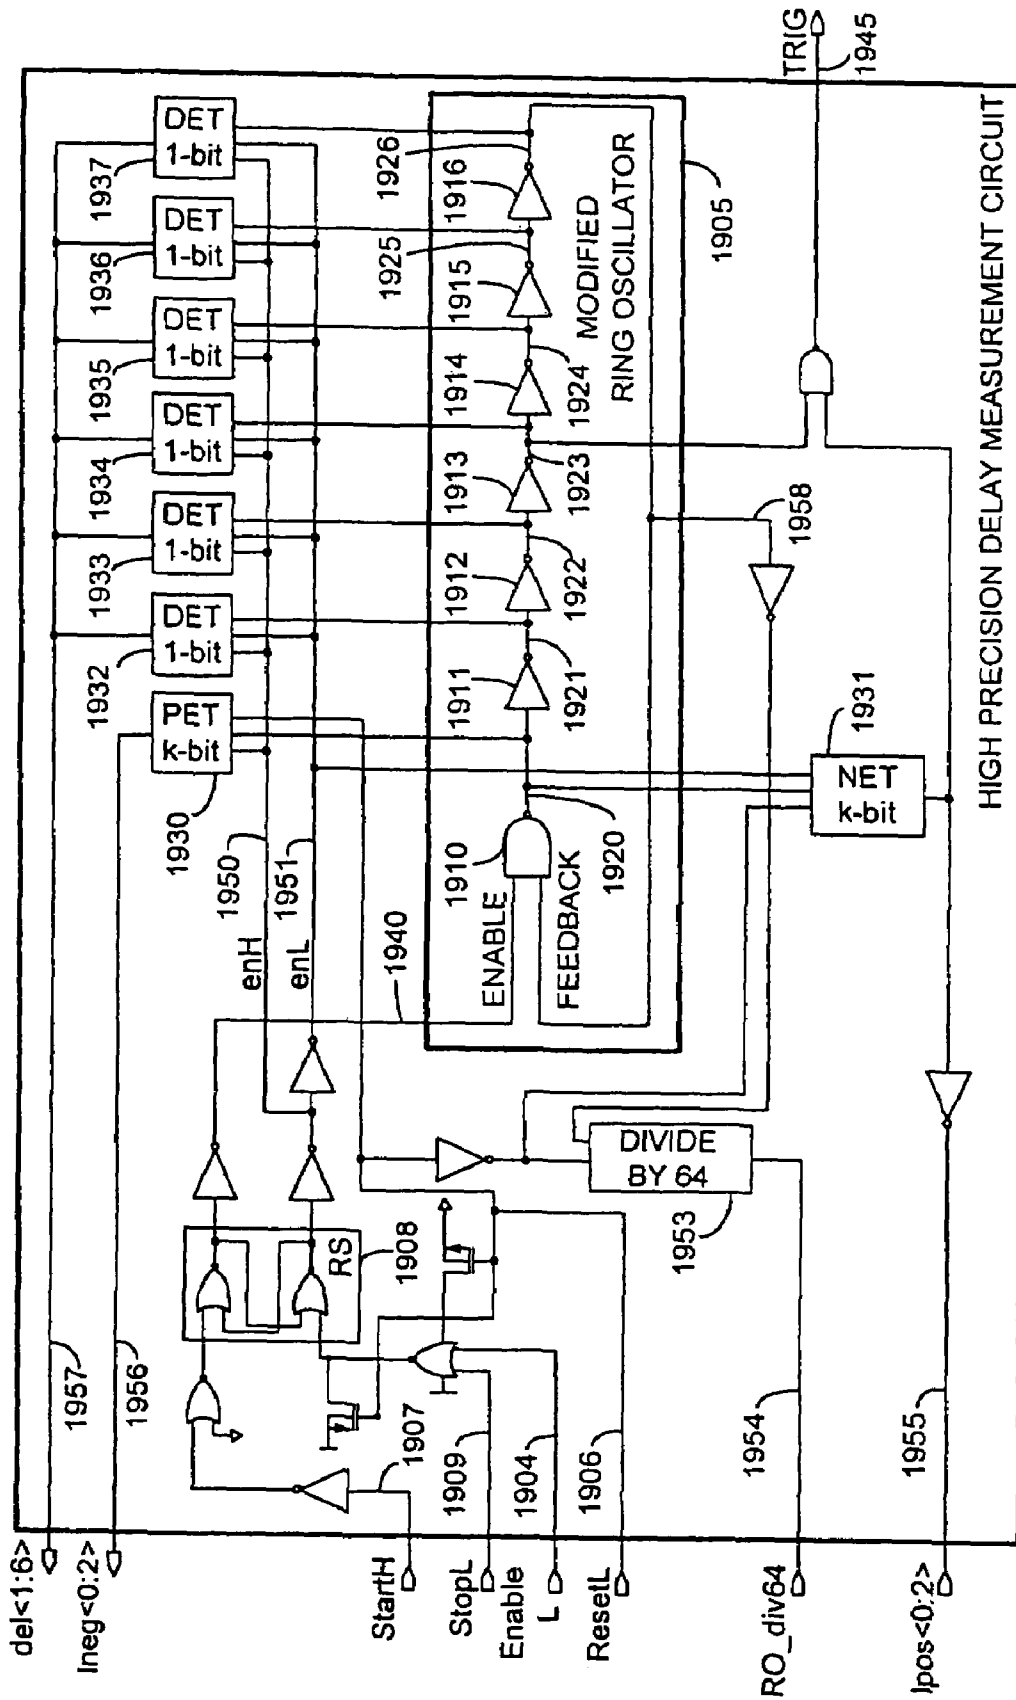 del<1:6>
Ineg<0:2>
StartH
StopL
Enable
L
ResetL
RO_div64
Ipos<0:2>
1957
1956
1907
1909
1904
1906
1954
1955
RS
1908
DIVIDE
BY 64
1953
enH
enL
1950
1951
1940
PET
k-bit
1930
DET
1-bit
1932
DET
1-bit
1933
DET
1-bit
1934
DET
1-bit
1935
DET
1-bit
1936
DET
1-bit
1937
ENABLE
FEEDBACK
1910
1920
1911
1921
1912
1922
1913
1923
1914
1924
1915
1925
1916
1926
MODIFIED
RING OSCILLATOR
1905
1958
NET
k-bit
1931
TRIG
1945
HIGH PRECISION DELAY MEASUREMENT CIRCUIT